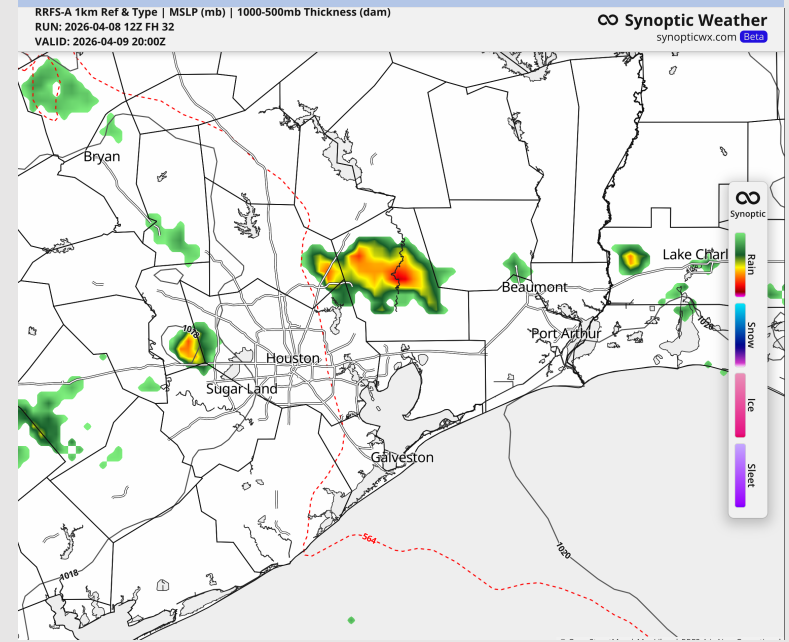 RRFS-A 1km Ref & Type | MSLP (mb) | 1000-500mb Thickness (dam)
RUN: 2026-04-08 12Z FH 32
VALID: 2026-04-09 20:00Z
Synoptic Weather
synopticwx.com Beta
Bryan
Synoptic
Rain
Snow
Ice
Sleet
Lake Charl
Beaumont
Port Arthur
1018
Houston
Sugar Land
Galveston
564
1020
1018